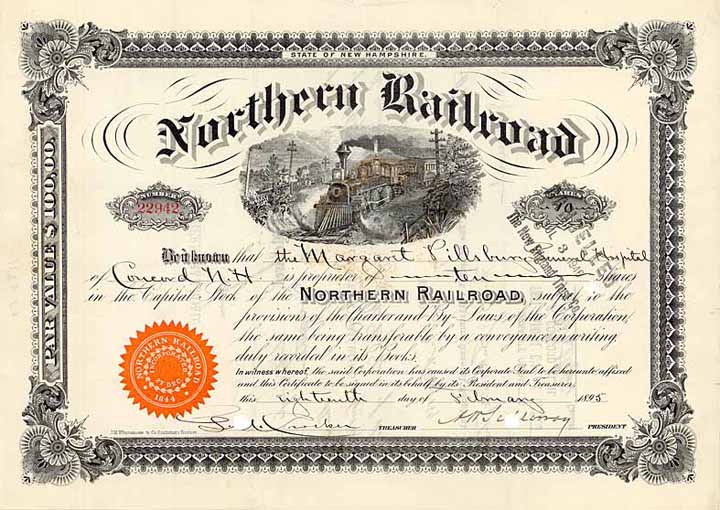 STATE OF NEW HAMPSHIRE.
Northern Railroad
NUMBER
22942
SHARES
10
PAR VALUE $100,00.
Be it known that the Margaret Pillsbury General Hospital
of Concord N.H. is proprietor of ten shares
in the Capital Stock of the NORTHERN RAILROAD, subject to the
provisions of the Charter and By-Laws of the Corporation
the same being transferable by a conveyance in writing
duly recorded in its Books.
In witness whereof, the said Corporation has caused its Corporate Seal to be hereunto affixed
and this Certificate to be signed in its behalf by its President and Treasurer
this eighteenth day of 1895
TREASURER
PRESIDENT
NORTHERN RAILROAD
INCORPORATED
27 DEC.
1844